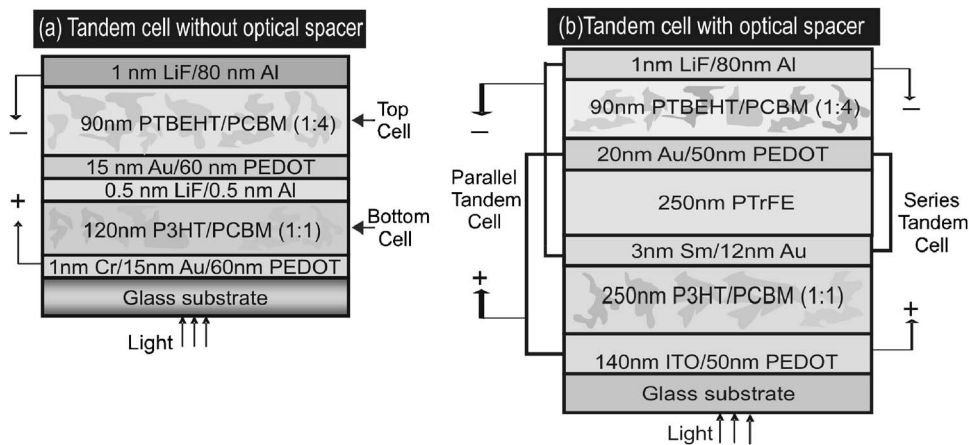 (a) Tandem cell without optical spacer
1 nm LiF/80 nm Al
90nm PTBEHT/PCBM (1:4)
15 nm Au/60 nm PEDOT
0.5 nm LiF/0.5 nm Al
120nm P3HT/PCBM (1:1)
1nm Cr/15nm Au/60nm PEDOT
Glass substrate
Light
−
+
Top
Cell
Bottom
Cell
(b)Tandem cell with optical spacer
1nm LiF/80nm Al
90nm PTBEHT/PCBM (1:4)
20nm Au/50nm PEDOT
250nm PTrFE
3nm Sm/12nm Au
250nm P3HT/PCBM (1:1)
140nm ITO/50nm PEDOT
Glass substrate
Light
−
Parallel
Tandem
Cell
+
−
Series
Tandem
Cell
+